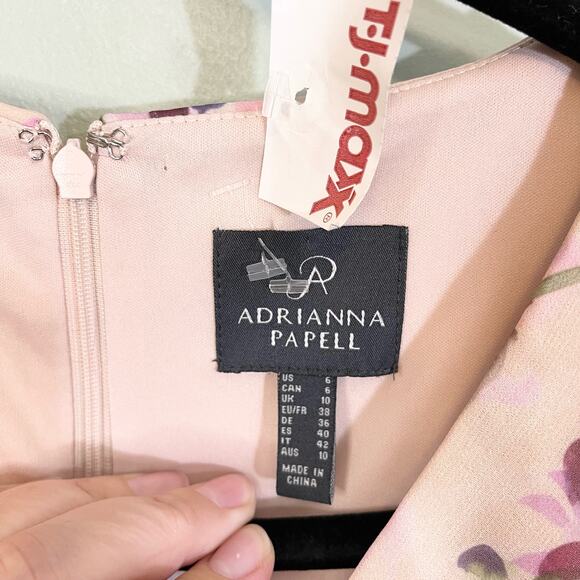 T·J·maxx®
A
ADRIANNA
PAPELL
US 6
CAN 6
UK 10
EU/FR 38
DE 36
ES 40
IT 42
AUS 10
MADE IN
CHINA